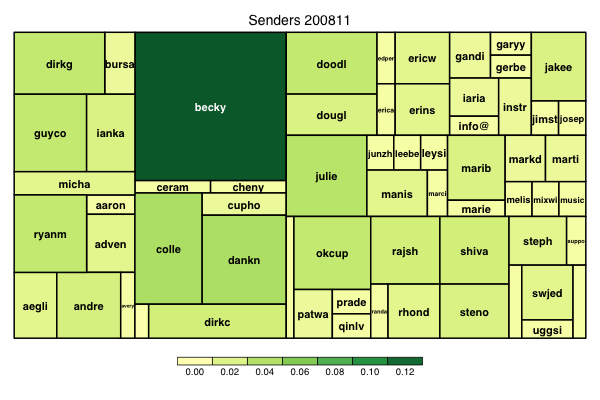 Senders 200811
dirkg
bursa
becky
doodl
edper
ericw
gandi
garyy
gerbe
jakee
guyco
ianka
dougl
erica
erins
iaria
info@
instr
jimst
josep
micha
ceram
cheny
julie
junzh
leebe
leysi
marib
markd
marti
ryanm
aaron
adven
colle
cupho
dankn
manis
marci
marie
melis
mixwi
music
okcup
rajsh
shiva
steph
suppo
aegli
andre
avery
dirkc
patwa
prade
qinlv
randa
rhond
steno
swjed
uggsi
0.00 0.02 0.04 0.06 0.08 0.10 0.12